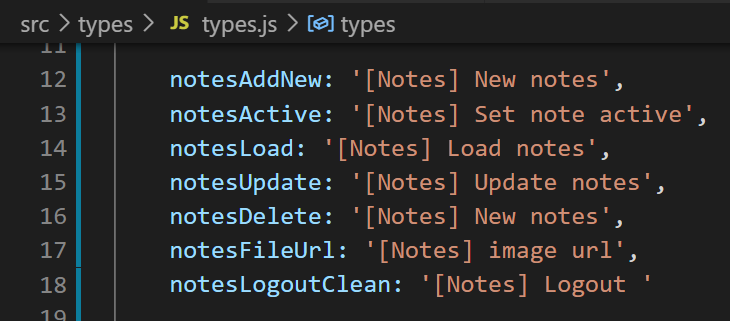 src > types > JS types.js > types
11
12 notesAddNew: '[Notes] New notes',
13 notesActive: '[Notes] Set note active',
14 notesLoad: '[Notes] Load notes',
15 notesUpdate: '[Notes] Update notes',
16 notesDelete: '[Notes] New notes',
17 notesFileUrl: '[Notes] image url',
18 notesLogoutClean: '[Notes] Logout '
19